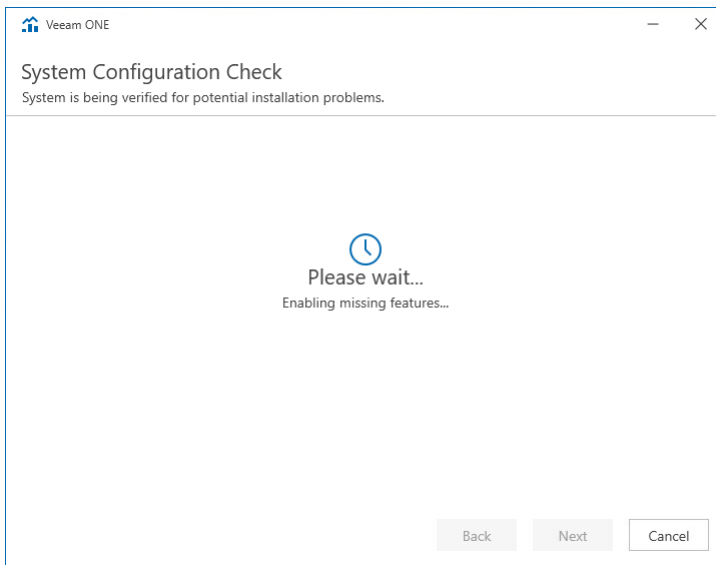 Veeam ONE
System Configuration Check
System is being verified for potential installation problems.
Please wait...
Enabling missing features...
Back Next Cancel